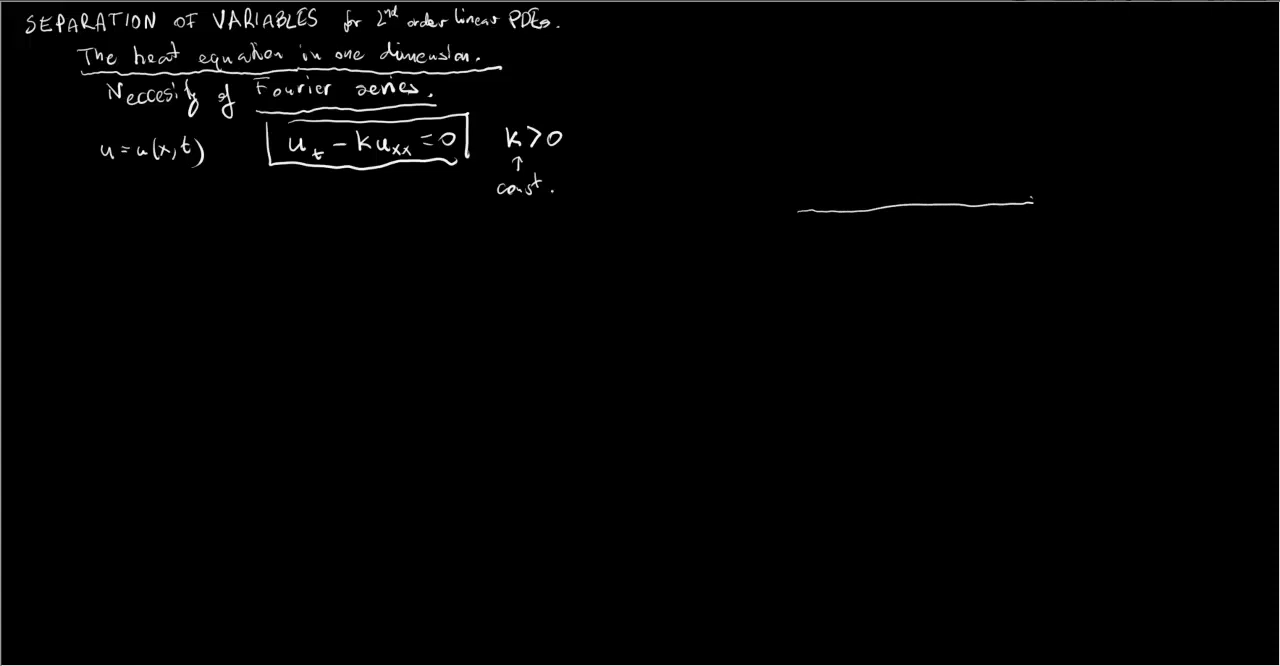 SEPARATION OF VARIABLES for 2nd order linear PDEs.
The heat equation in one dimension.
Neccesity of Fourier series.
u = u(x,t) u_t - k u_xx = 0 k > 0
↑
const.